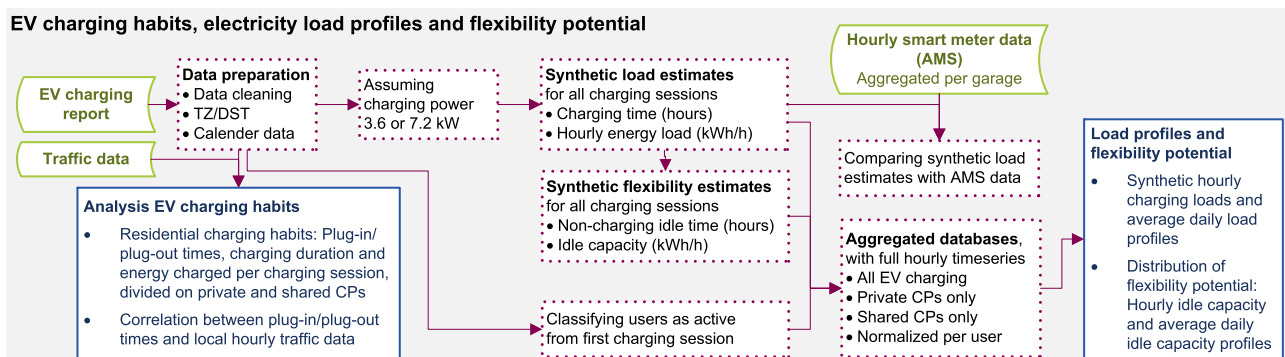 EV charging habits, electricity load profiles and flexibility potential
EV charging
report
Traffic data
Data preparation
• Data cleaning
• TZ/DST
• Calender data
Assuming
charging power
3.6 or 7.2 kW
Synthetic load estimates
for all charging sessions
• Charging time (hours)
• Hourly energy load (kWh/h)
Hourly smart meter data
(AMS)
Aggregated per garage
Comparing synthetic load
estimates with AMS data
Synthetic flexibility estimates
for all charging sessions
• Non-charging idle time (hours)
• Idle capacity (kWh/h)
Analysis EV charging habits
• Residential charging habits: Plug-in/
plug-out times, charging duration and
energy charged per charging session,
divided on private and shared CPs
• Correlation between plug-in/plug-out
times and local hourly traffic data
Classifying users as active
from first charging session
Aggregated databases,
with full hourly timeseries
• All EV charging
• Private CPs only
• Shared CPs only
• Normalized per user
Load profiles and
flexibility potential
• Synthetic hourly
charging loads and
average daily load
profiles
• Distribution of
flexibility potential:
Hourly idle capacity
and average daily
idle capacity profiles